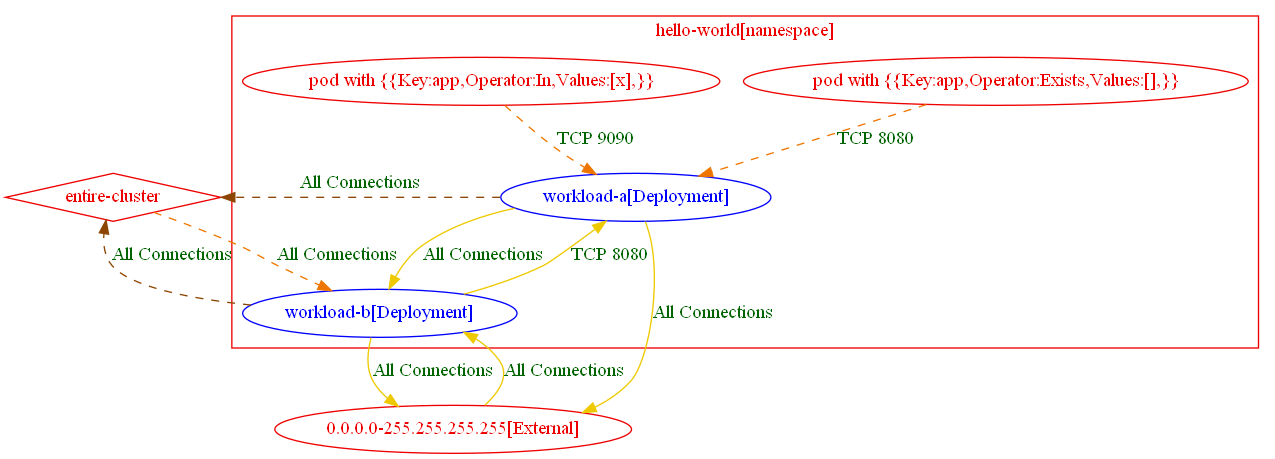 hello-world[namespace]
pod with {{Key:app,Operator:In,Values:[x],}}
pod with {{Key:app,Operator:Exists,Values:[],}}
TCP 9090
TCP 8080
entire-cluster
All Connections
workload-a[Deployment]
All Connections
All Connections
All Connections
TCP 8080
workload-b[Deployment]
All Connections
All Connections
All Connections
0.0.0.0-255.255.255.255[External]